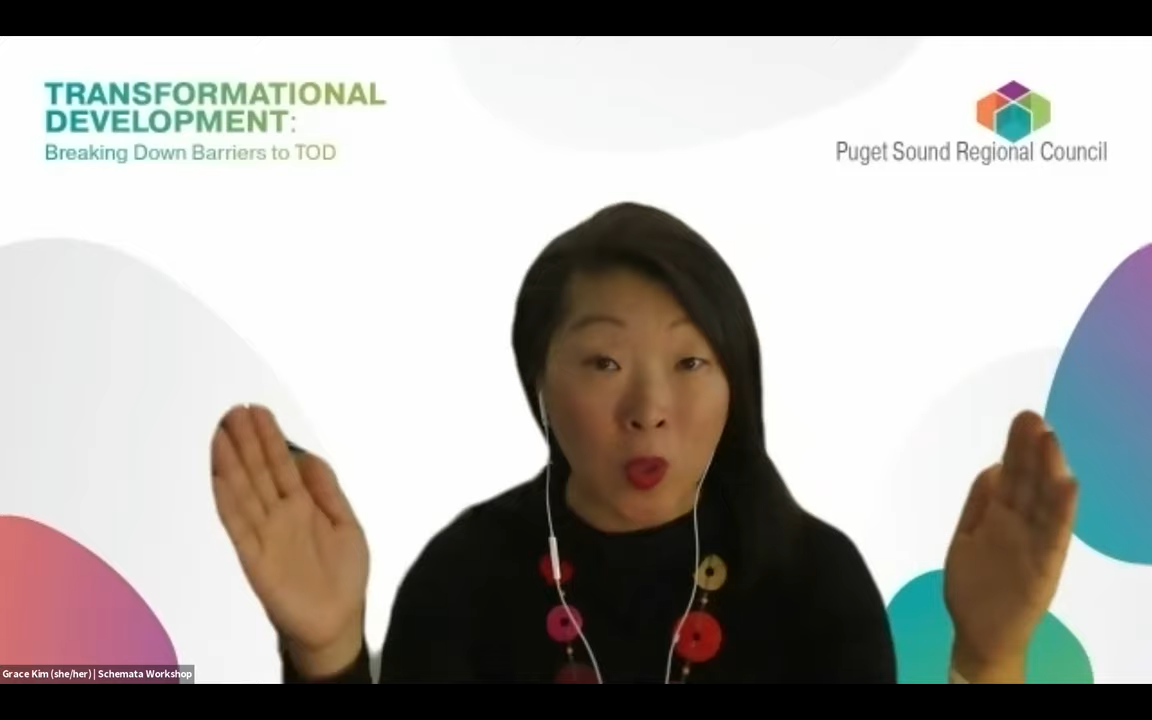 TRANSFORMATIONAL
DEVELOPMENT:
Breaking Down Barriers to TOD
Puget Sound Regional Council
Grace Kim (she/her) | Schemata Workshop